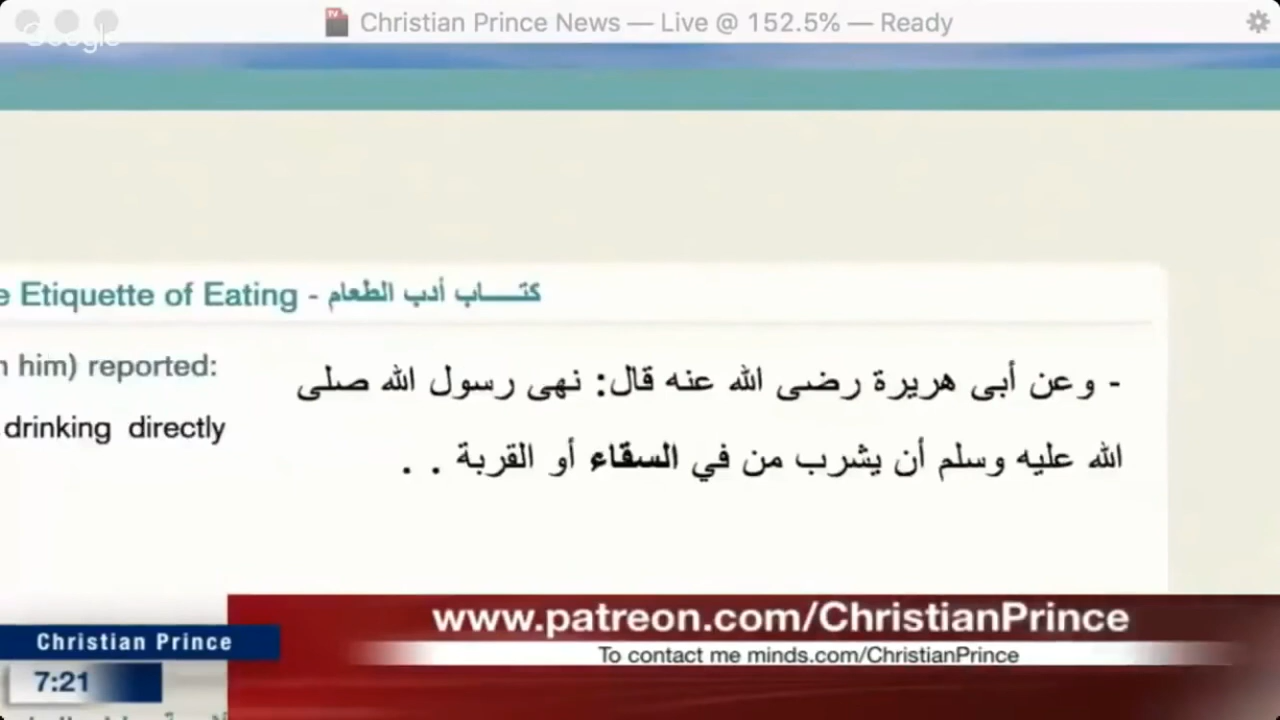 Christian Prince News — Live @ 152.5% — Ready
Google
Etiquette of Eating - كتـــاب أدب الطعام
him) reported:
drinking directly
- وعن أبى هريرة رضى الله عنه قال: نهى رسول الله صلى
الله عليه وسلم أن يشرب من في السقاء أو القربة . .
www.patreon.com/ChristianPrince
To contact me minds.com/ChristianPrince
Christian Prince
7:21